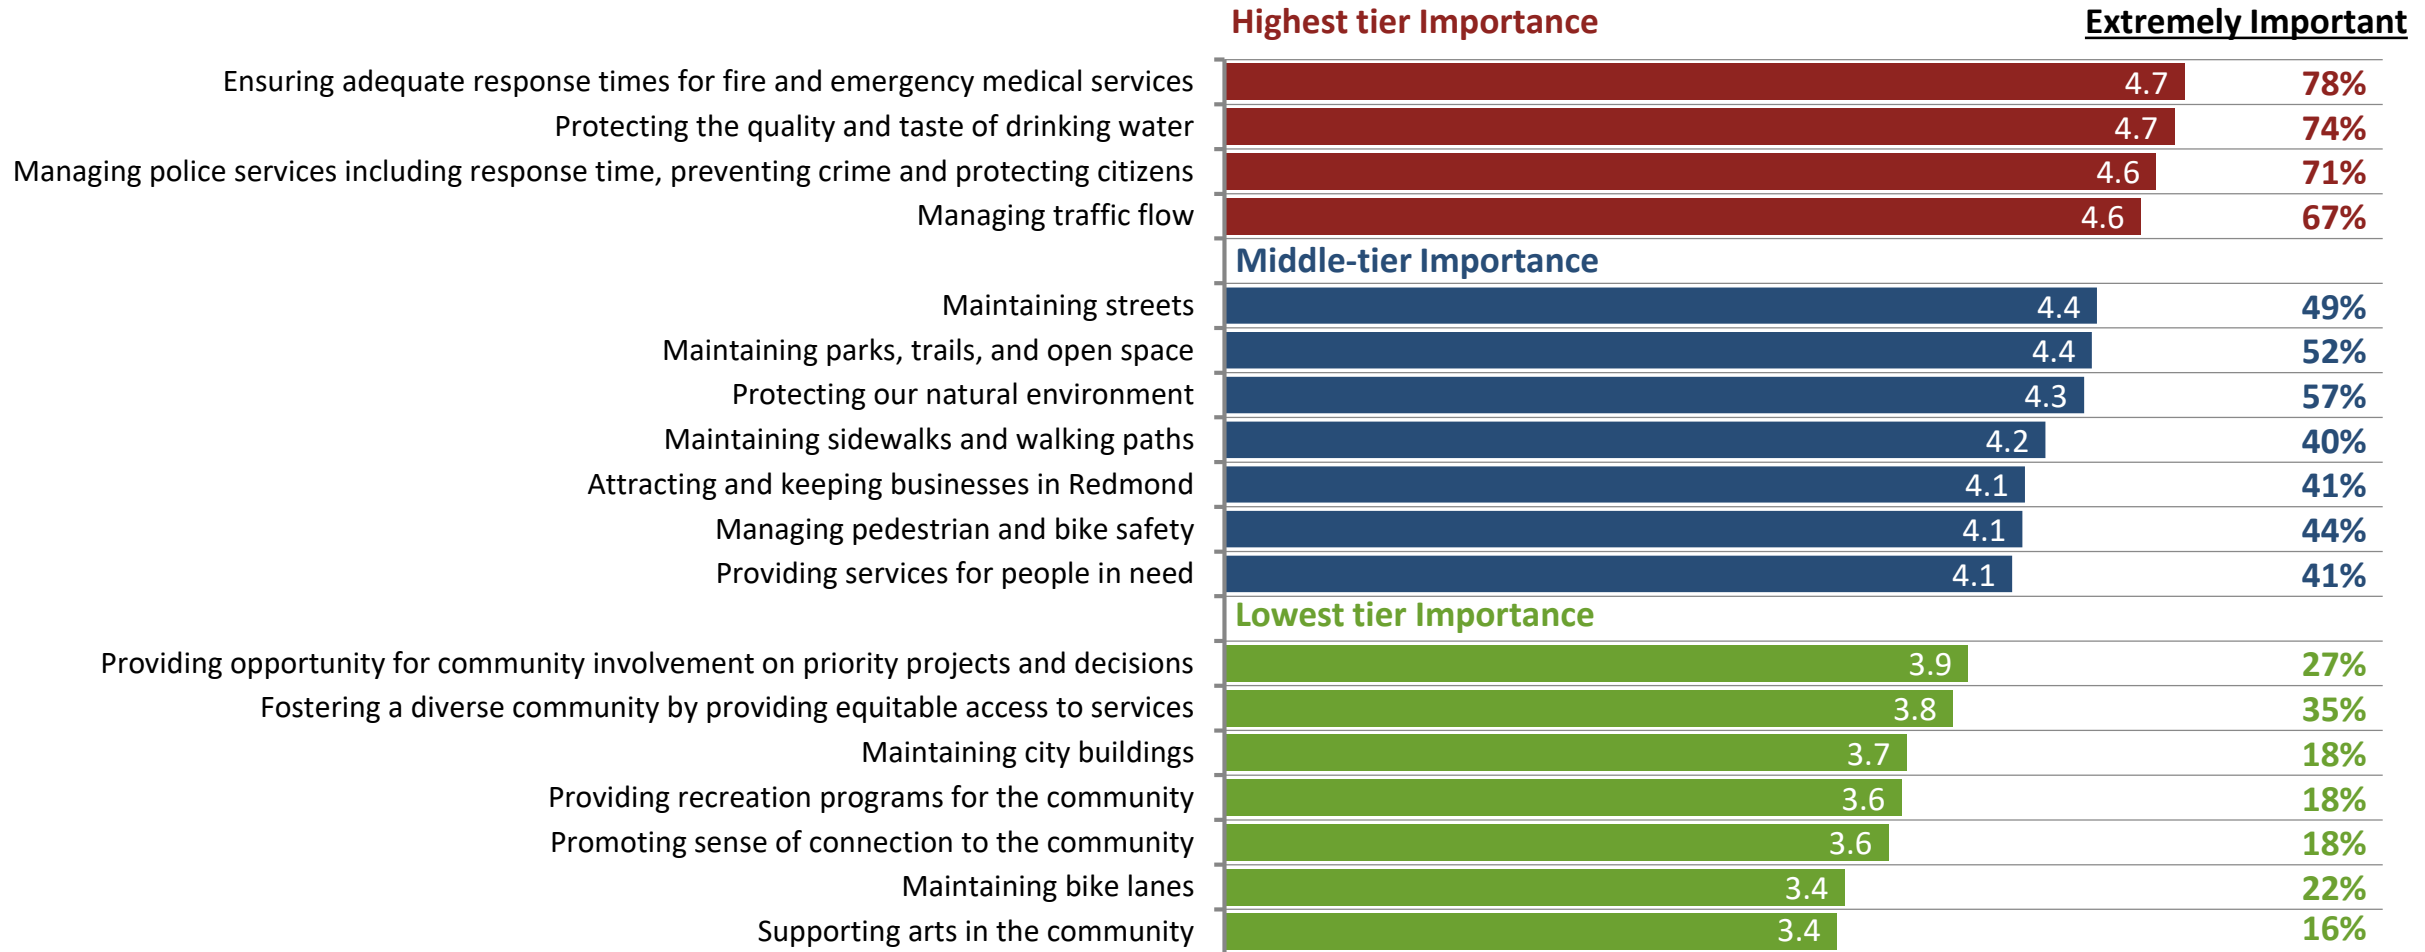 Highest tier Importance Extremely Important
Ensuring adequate response times for fire and emergency medical services 4.7 78%
Protecting the quality and taste of drinking water 4.7 74%
Managing police services including response time, preventing crime and protecting citizens 4.6 71%
Managing traffic flow 4.6 67%
Middle-tier Importance
Maintaining streets 4.4 49%
Maintaining parks, trails, and open space 4.4 52%
Protecting our natural environment 4.3 57%
Maintaining sidewalks and walking paths 4.2 40%
Attracting and keeping businesses in Redmond 4.1 41%
Managing pedestrian and bike safety 4.1 44%
Providing services for people in need 4.1 41%
Lowest tier Importance
Providing opportunity for community involvement on priority projects and decisions 3.9 27%
Fostering a diverse community by providing equitable access to services 3.8 35%
Maintaining city buildings 3.7 18%
Providing recreation programs for the community 3.6 18%
Promoting sense of connection to the community 3.6 18%
Maintaining bike lanes 3.4 22%
Supporting arts in the community 3.4 16%